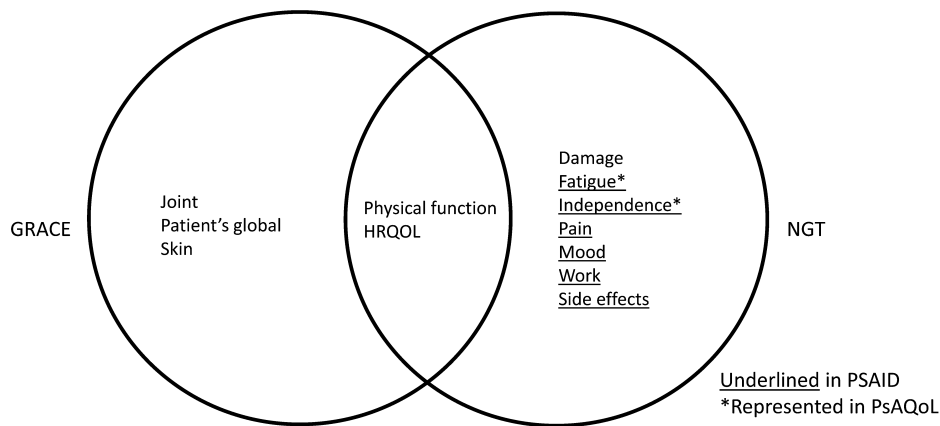 GRACE
Joint
Patient's global
Skin
Physical function
HRQOL
Damage
Fatigue*
Independence*
Pain
Mood
Work
Side effects
NGT
Underlined in PSAID
*Represented in PsAQoL